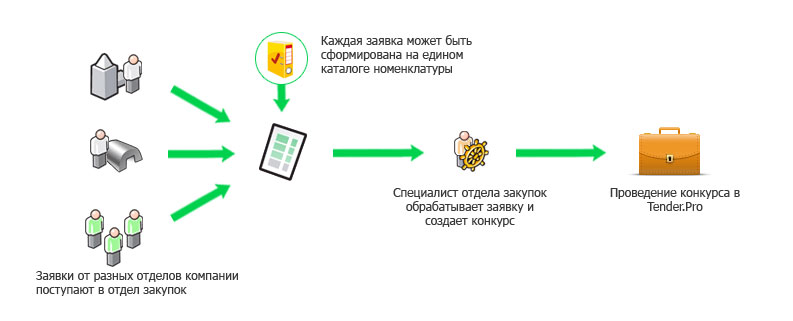 Каждая заявка может быть
сформирована на едином
каталоге номенклатуры
Специалист отдела закупок
обрабатывает заявку и
создает конкурс
Проведение конкурса в
Tender.Pro
Заявки от разных отделов компании
поступают в отдел закупок